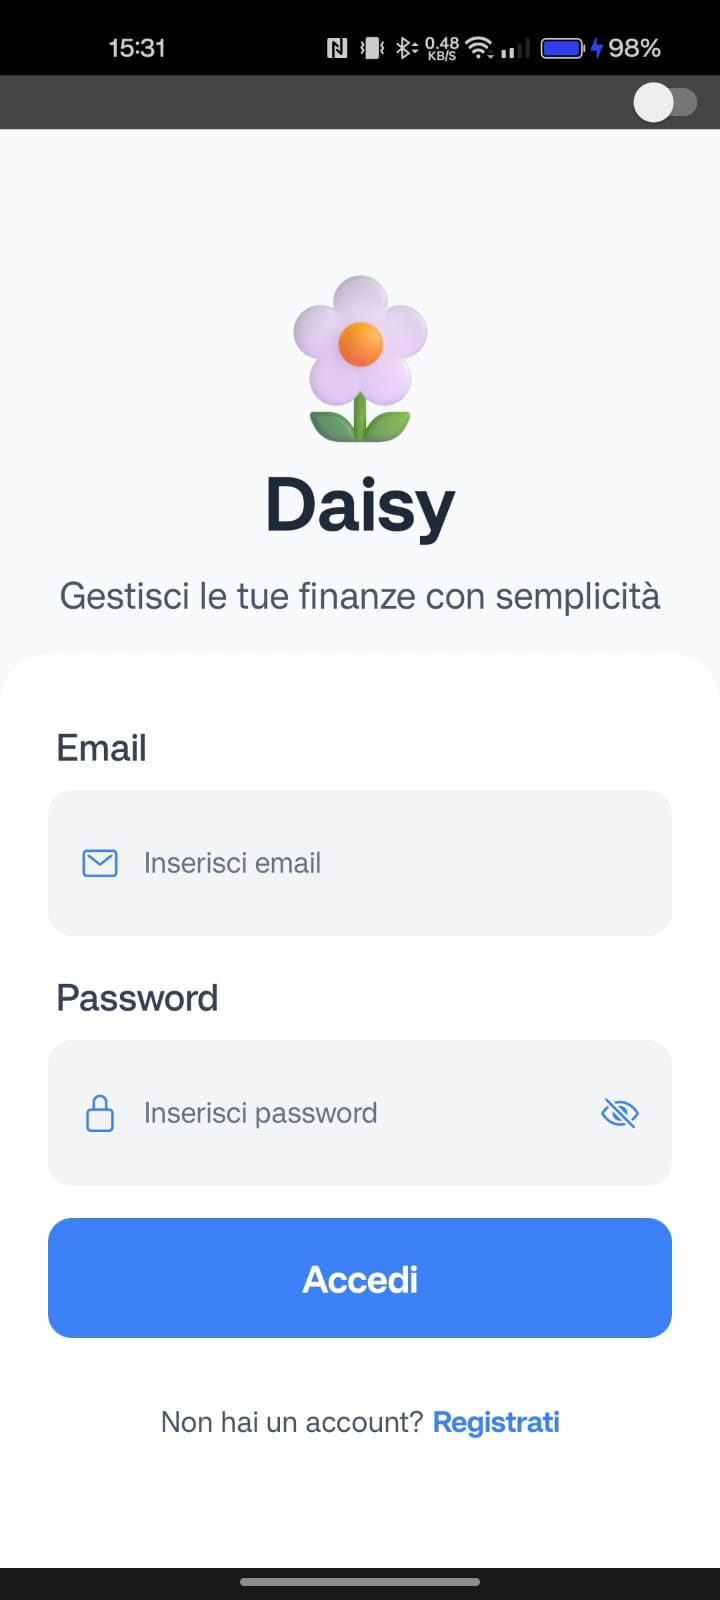 15:31
0.48
KB/S
98%
Daisy
Gestisci le tue finanze con semplicità
Email
Inserisci email
Password
Inserisci password
Accedi
Non hai un account? Registrati